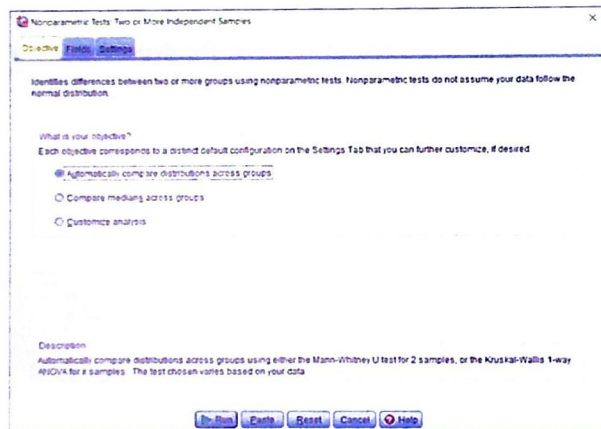 Nonparametric Tests: Two or More Independent Samples
Objective Fields Settings
Identifies differences between two or more groups using nonparametric tests. Nonparametric tests do not assume your data follow the
normal distribution.
What is your objective?
Each objective corresponds to a distinct default configuration on the Settings Tab that you can further customize, if desired
Automatically compare distributions across groups
Compare medians across groups
Customize analysis
Description
Automatically compare distributions across groups using either the Mann-Whitney U test for 2 samples, or the Kruskal-Wallis 1-way
ANOVA for k samples. The test chosen varies based on your data.
Run Paste Reset Cancel Help